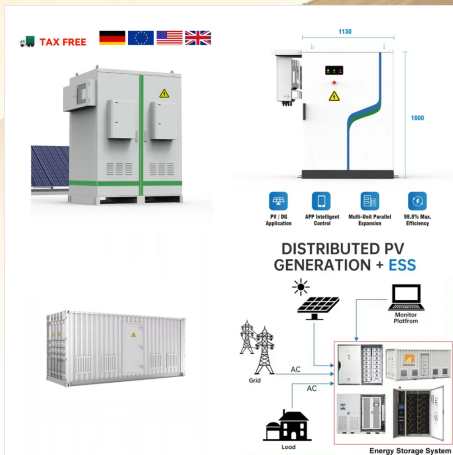 TAX FREE
1130
1600
PV / DG
Application
APP Intelligent
Control
Multi-Unit Parallel
Expansion
98.8% Max.
Efficiency
DISTRIBUTED PV
GENERATION + ESS
Monitor
Platfrom
Grid
AC
AC
Load
Energy Storage System